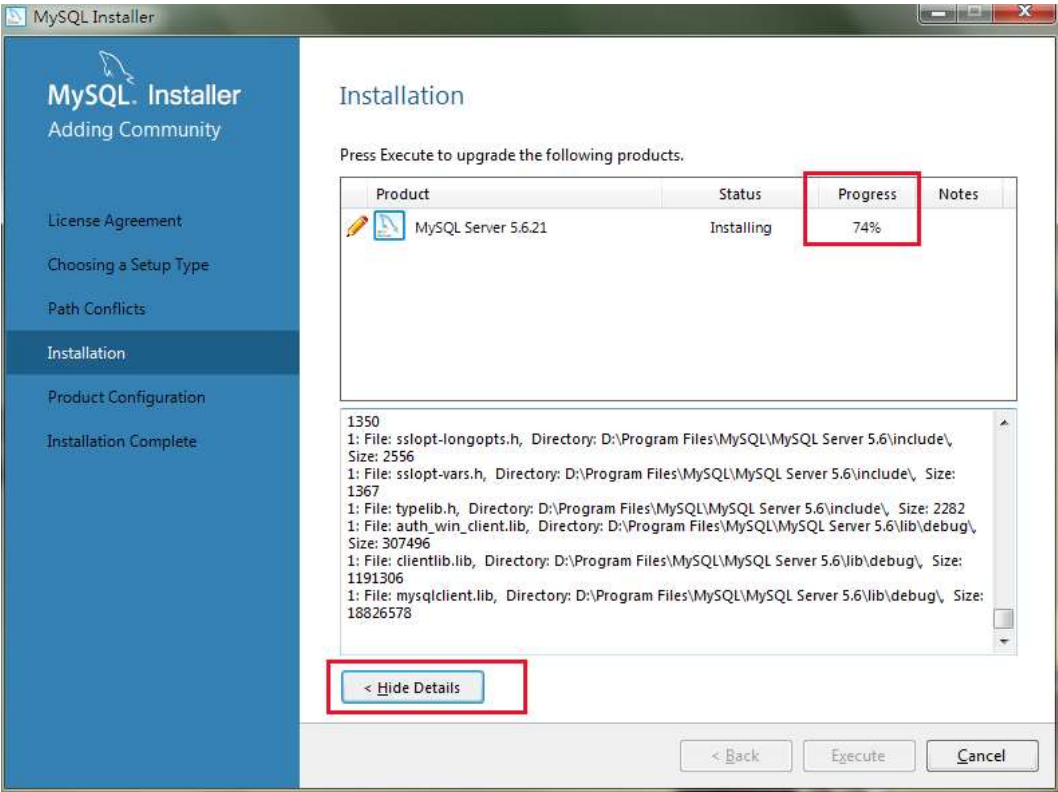 MySQL Installer
MySQL. Installer
Adding Community
License Agreement
Choosing a Setup Type
Path Conflicts
Installation
Product Configuration
Installation Complete
Installation
Press Execute to upgrade the following products.
Product Status Progress Notes
MySQL Server 5.6.21 Installing 74%
1350
1: File: sslopt-longopts.h, Directory: D:\Program Files\MySQL\MySQL Server 5.6\include\,
Size: 2556
1: File: sslopt-vars.h, Directory: D:\Program Files\MySQL\MySQL Server 5.6\include\, Size:
1367
1: File: typelib.h, Directory: D:\Program Files\MySQL\MySQL Server 5.6\include\, Size: 2282
1: File: auth_win_client.lib, Directory: D:\Program Files\MySQL\MySQL Server 5.6\lib\debug\,
Size: 307496
1: File: clientlib.lib, Directory: D:\Program Files\MySQL\MySQL Server 5.6\lib\debug\, Size:
1191306
1: File: mysqlclient.lib, Directory: D:\Program Files\MySQL\MySQL Server 5.6\lib\debug\, Size:
18826578
< Hide Details
< Back Execute Cancel